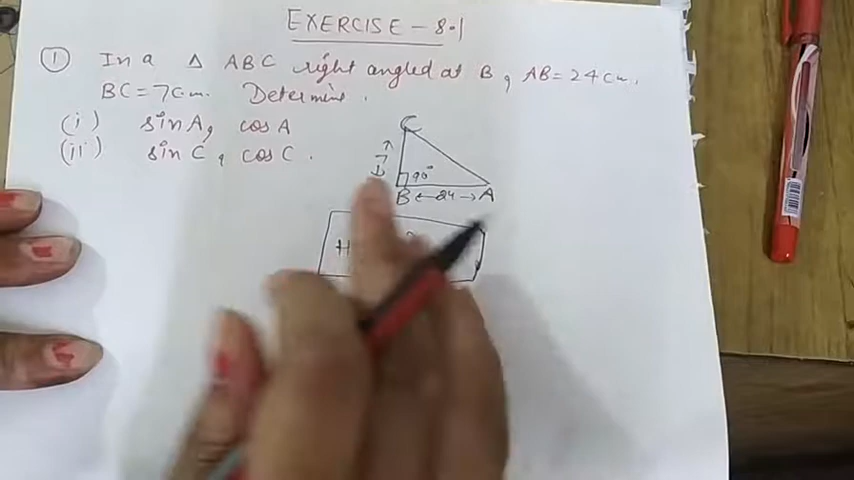 EXERCISE - 8.1
① In a △ ABC right angled at B, AB = 24 cm.
BC = 7 cm. Determine.
(i) sin A, cos A
(ii) sin C, cos C.
C
7
90°
B ← 24 → A
H